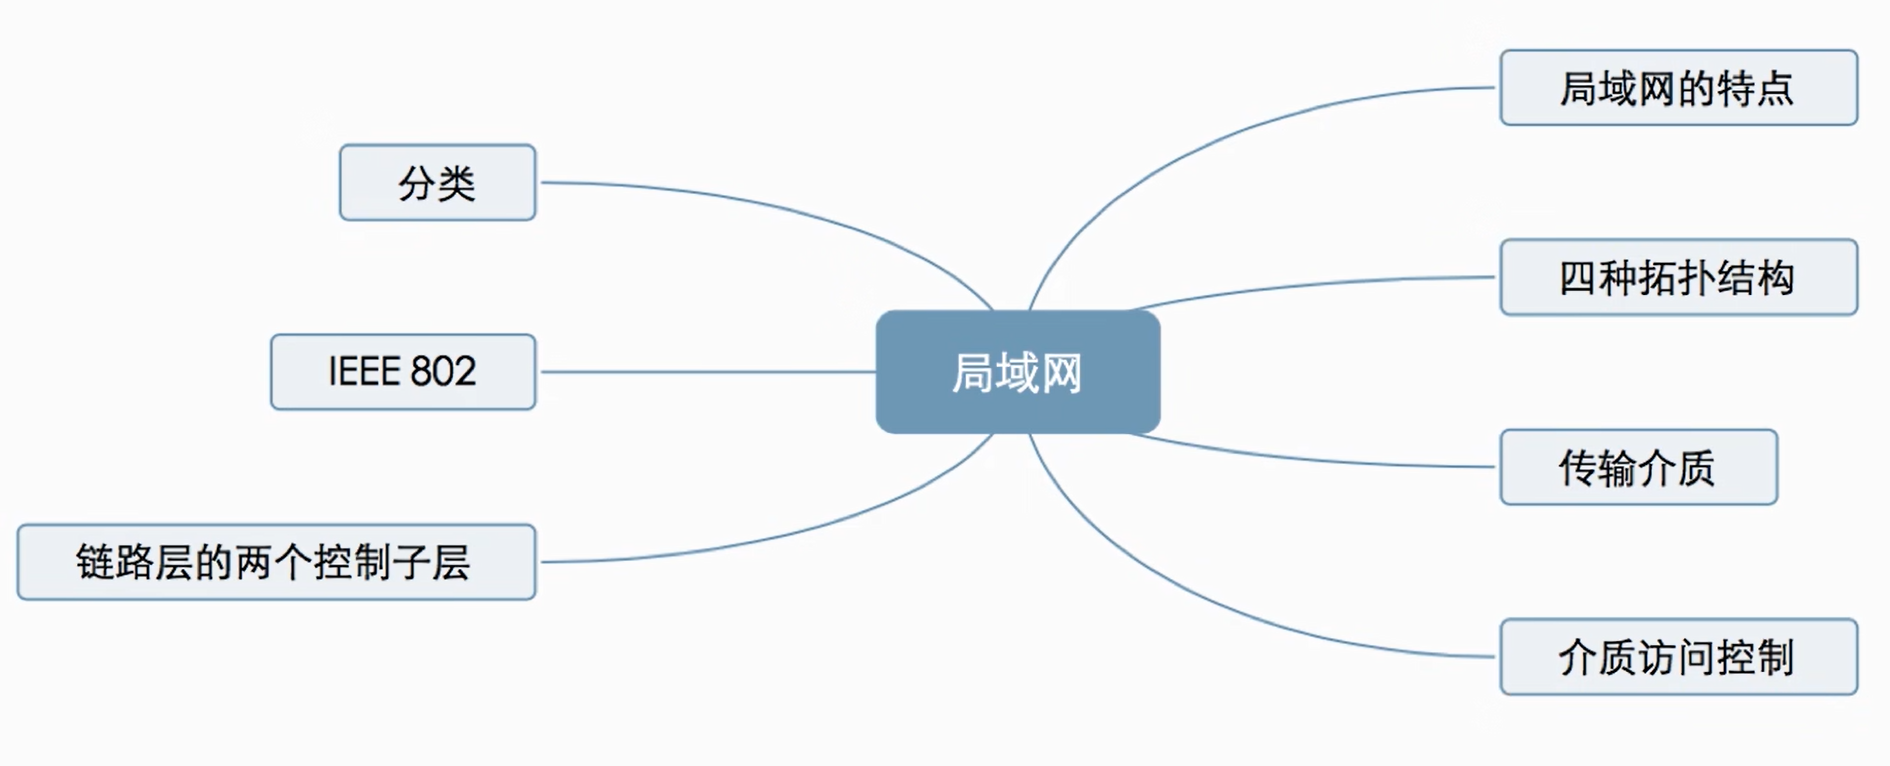 局域网
局域网的特点
四种拓扑结构
传输介质
介质访问控制
分类
IEEE 802
链路层的两个控制子层